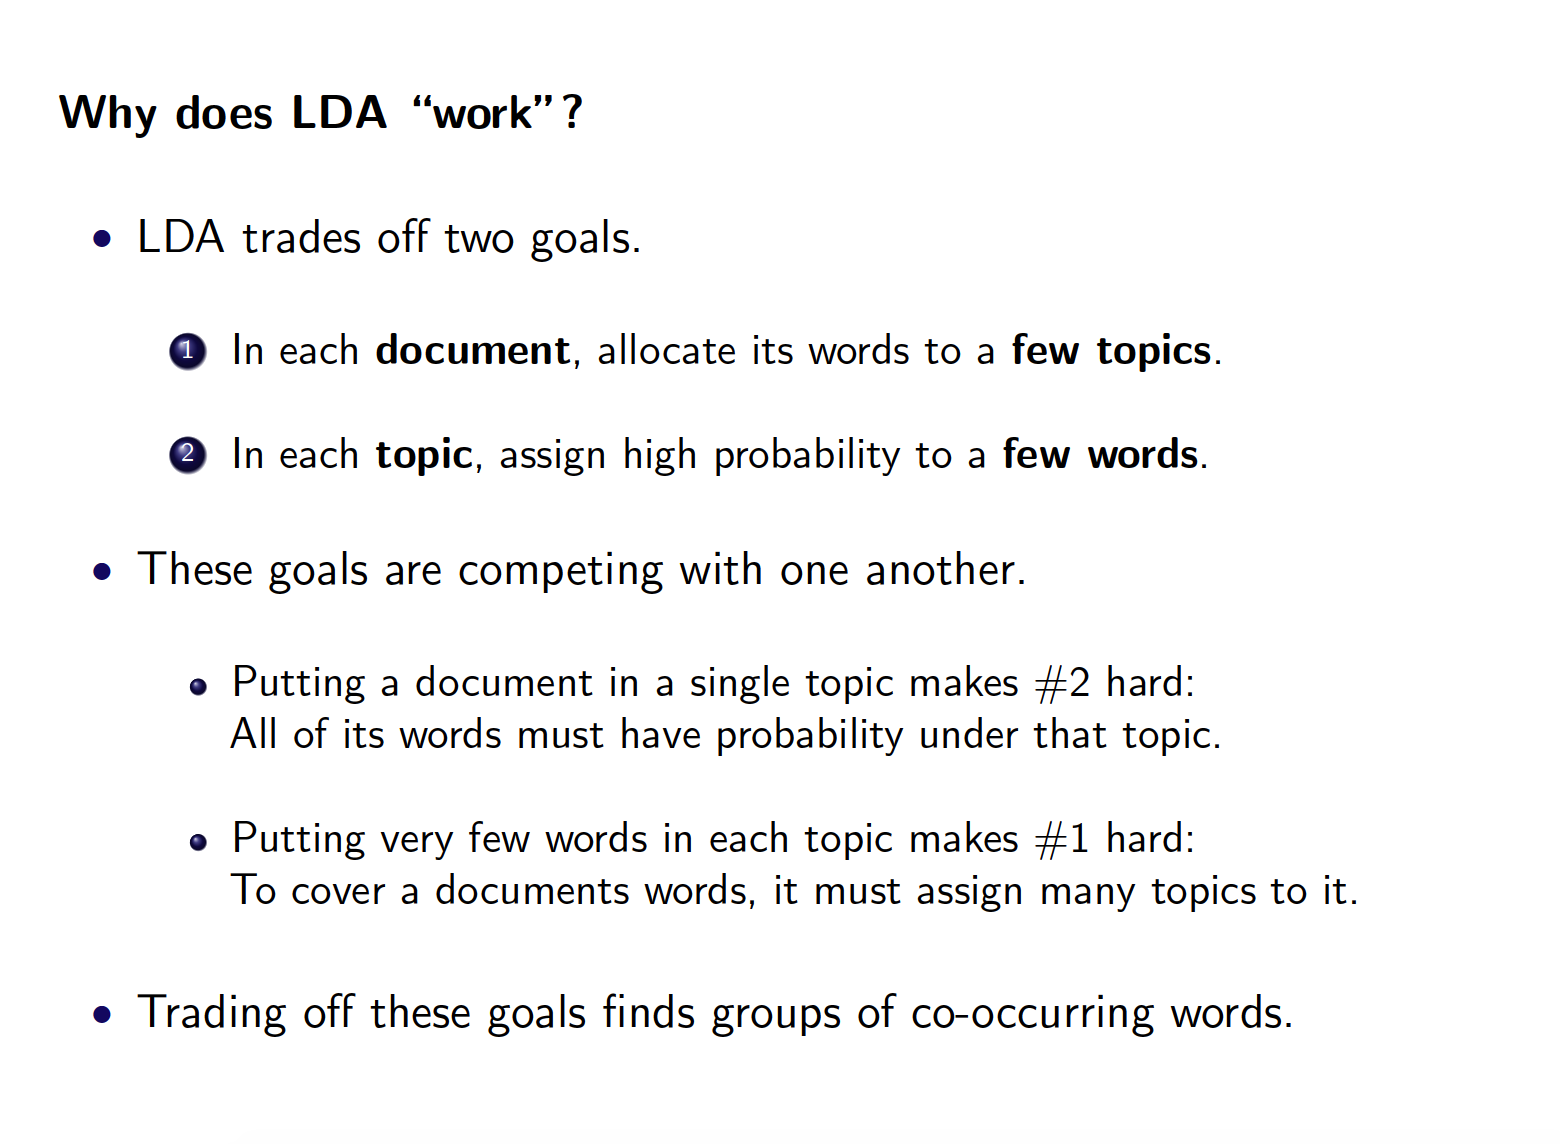 Why does LDA “work”?
• LDA trades off two goals.
1 In each document, allocate its words to a few topics.
2 In each topic, assign high probability to a few words.
• These goals are competing with one another.
• Putting a document in a single topic makes #2 hard:
All of its words must have probability under that topic.
• Putting very few words in each topic makes #1 hard:
To cover a documents words, it must assign many topics to it.
• Trading off these goals finds groups of co-occurring words.